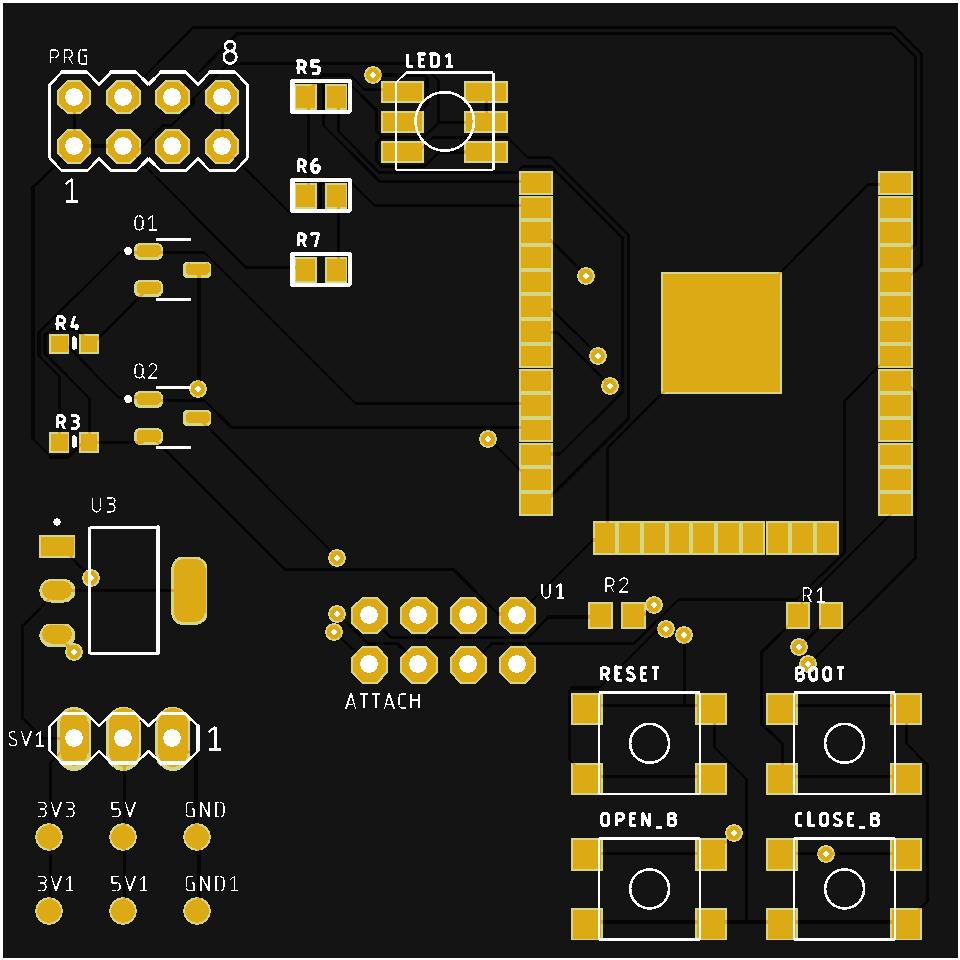 PRG
8
R5
LED1
R6
1
Q1
R7
R4
Q2
R3
U3
U1
R2
R1
RESET
BOOT
ATTACH
SV1
1
3V3
5V
GND
OPEN_B
CLOSE_B
3V1
5V1
GND1